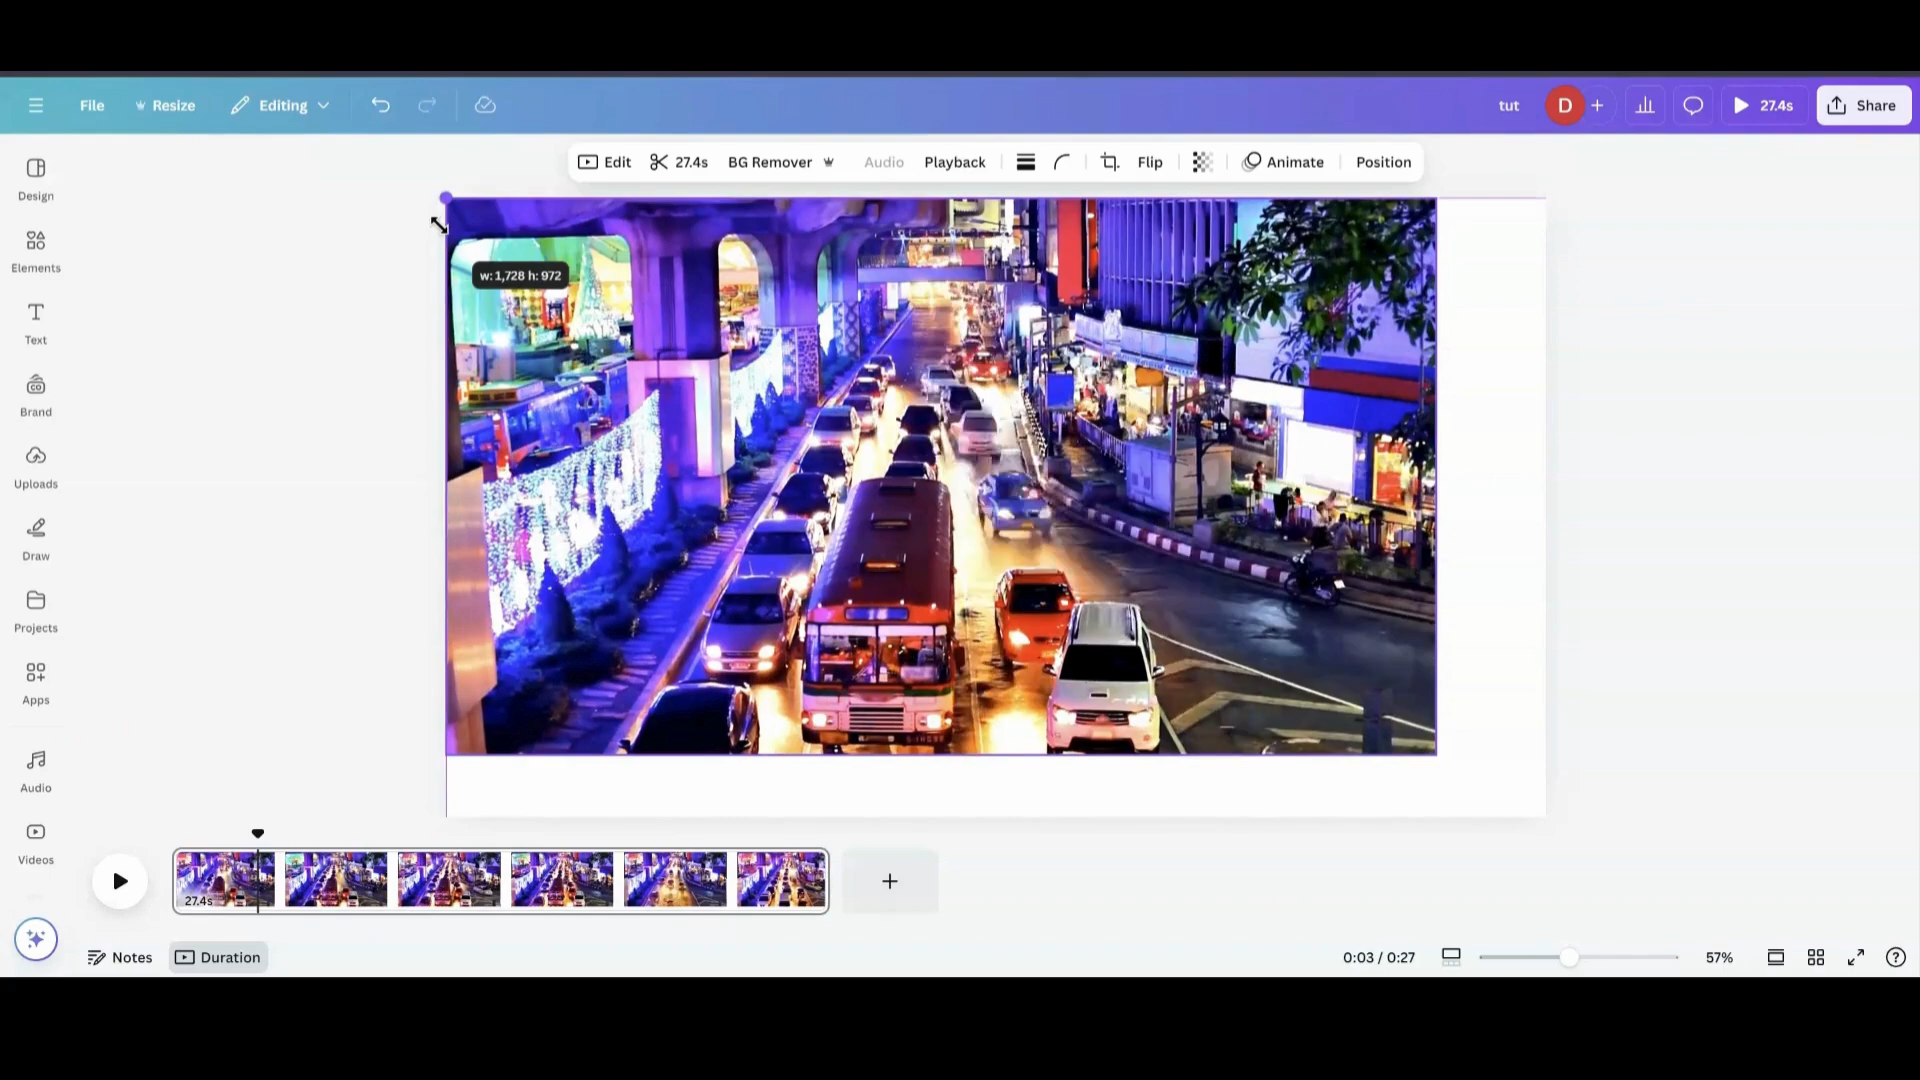 File
Resize
Editing
tut
D
27.4s
Share
Edit
27.4s
BG Remover
Audio
Playback
Flip
Animate
Position
Design
Elements
Text
Brand
Uploads
Draw
Projects
Apps
Audio
Videos
w: 1,728 h: 972
27.4s
Notes
Duration
0:03 / 0:27
57%